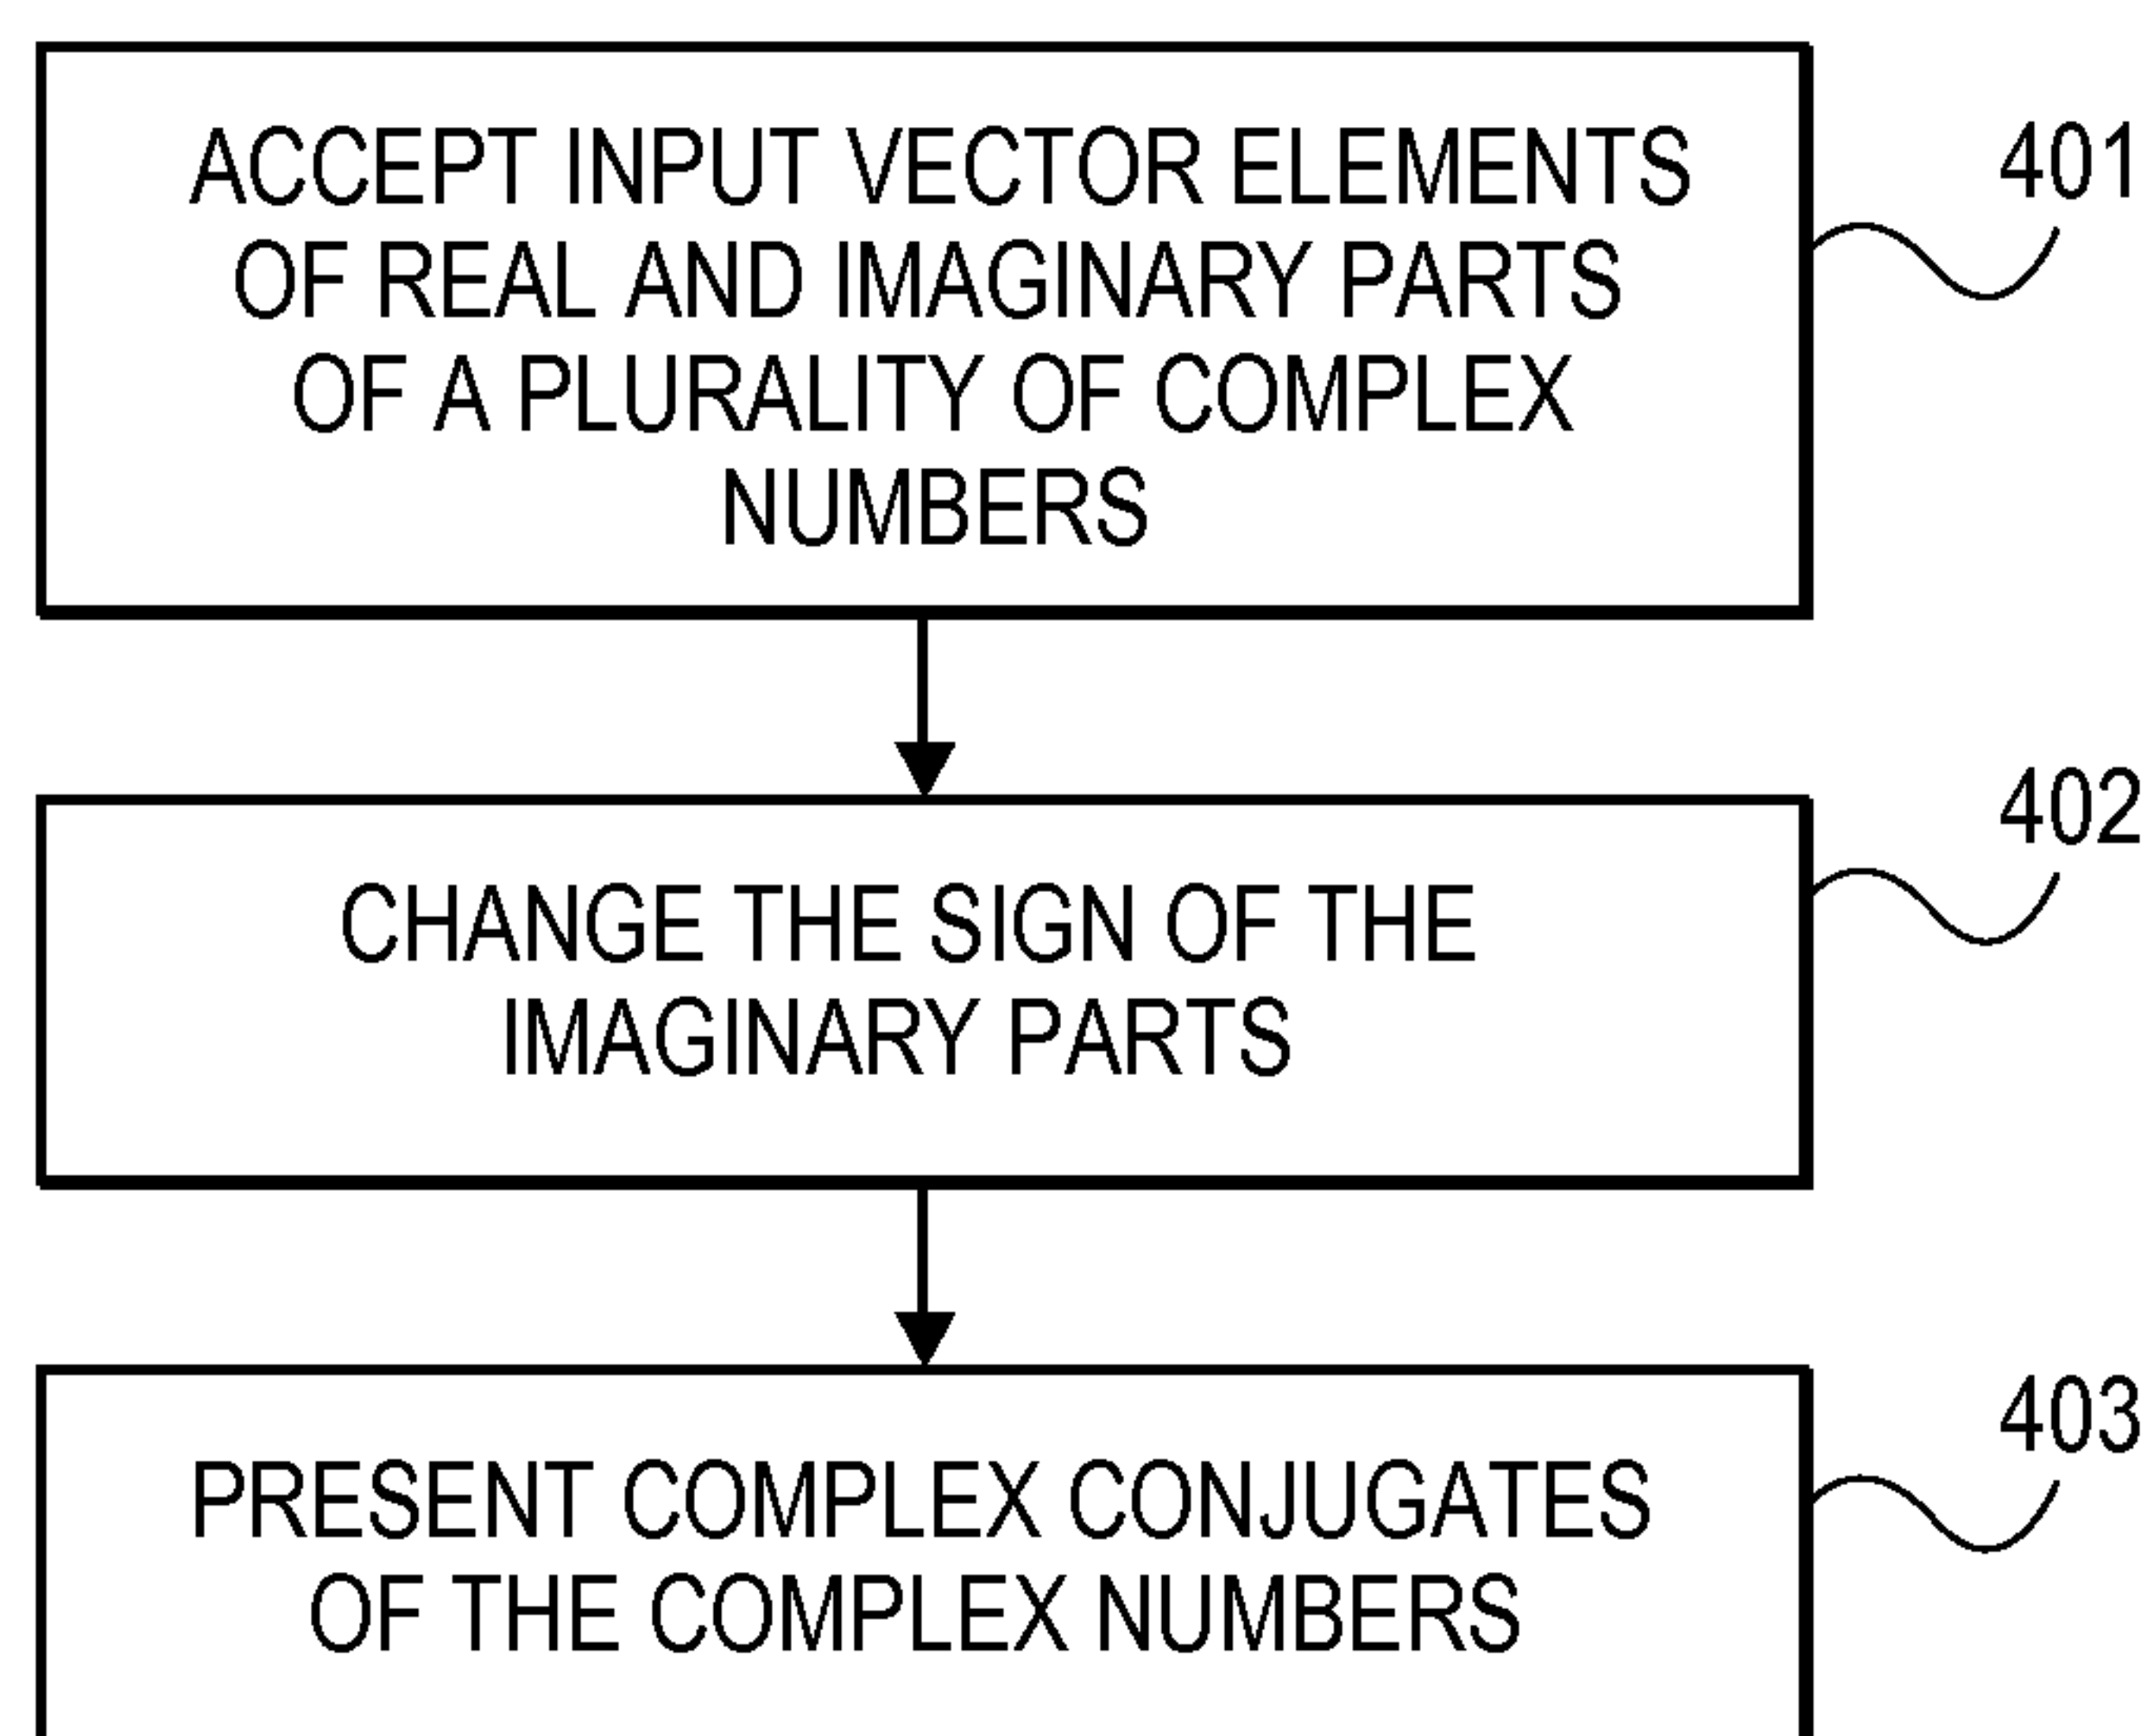 ACCEPT INPUT VECTOR ELEMENTS
OF REAL AND IMAGINARY PARTS
OF A PLURALITY OF COMPLEX
NUMBERS
401
CHANGE THE SIGN OF THE
IMAGINARY PARTS
402
PRESENT COMPLEX CONJUGATES
OF THE COMPLEX NUMBERS
403